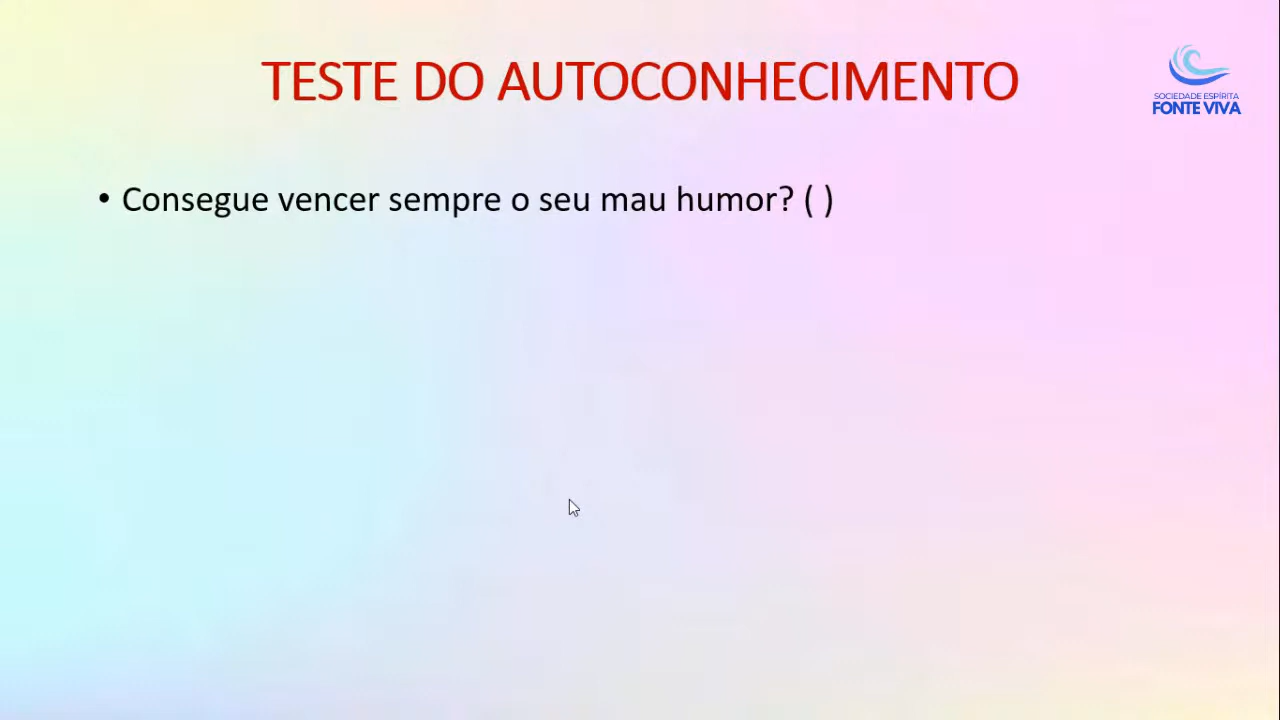 TESTE DO AUTOCONHECIMENTO
SOCIEDADE ESPÍRITA
FONTE VIVA
• Consegue vencer sempre o seu mau humor? ( )